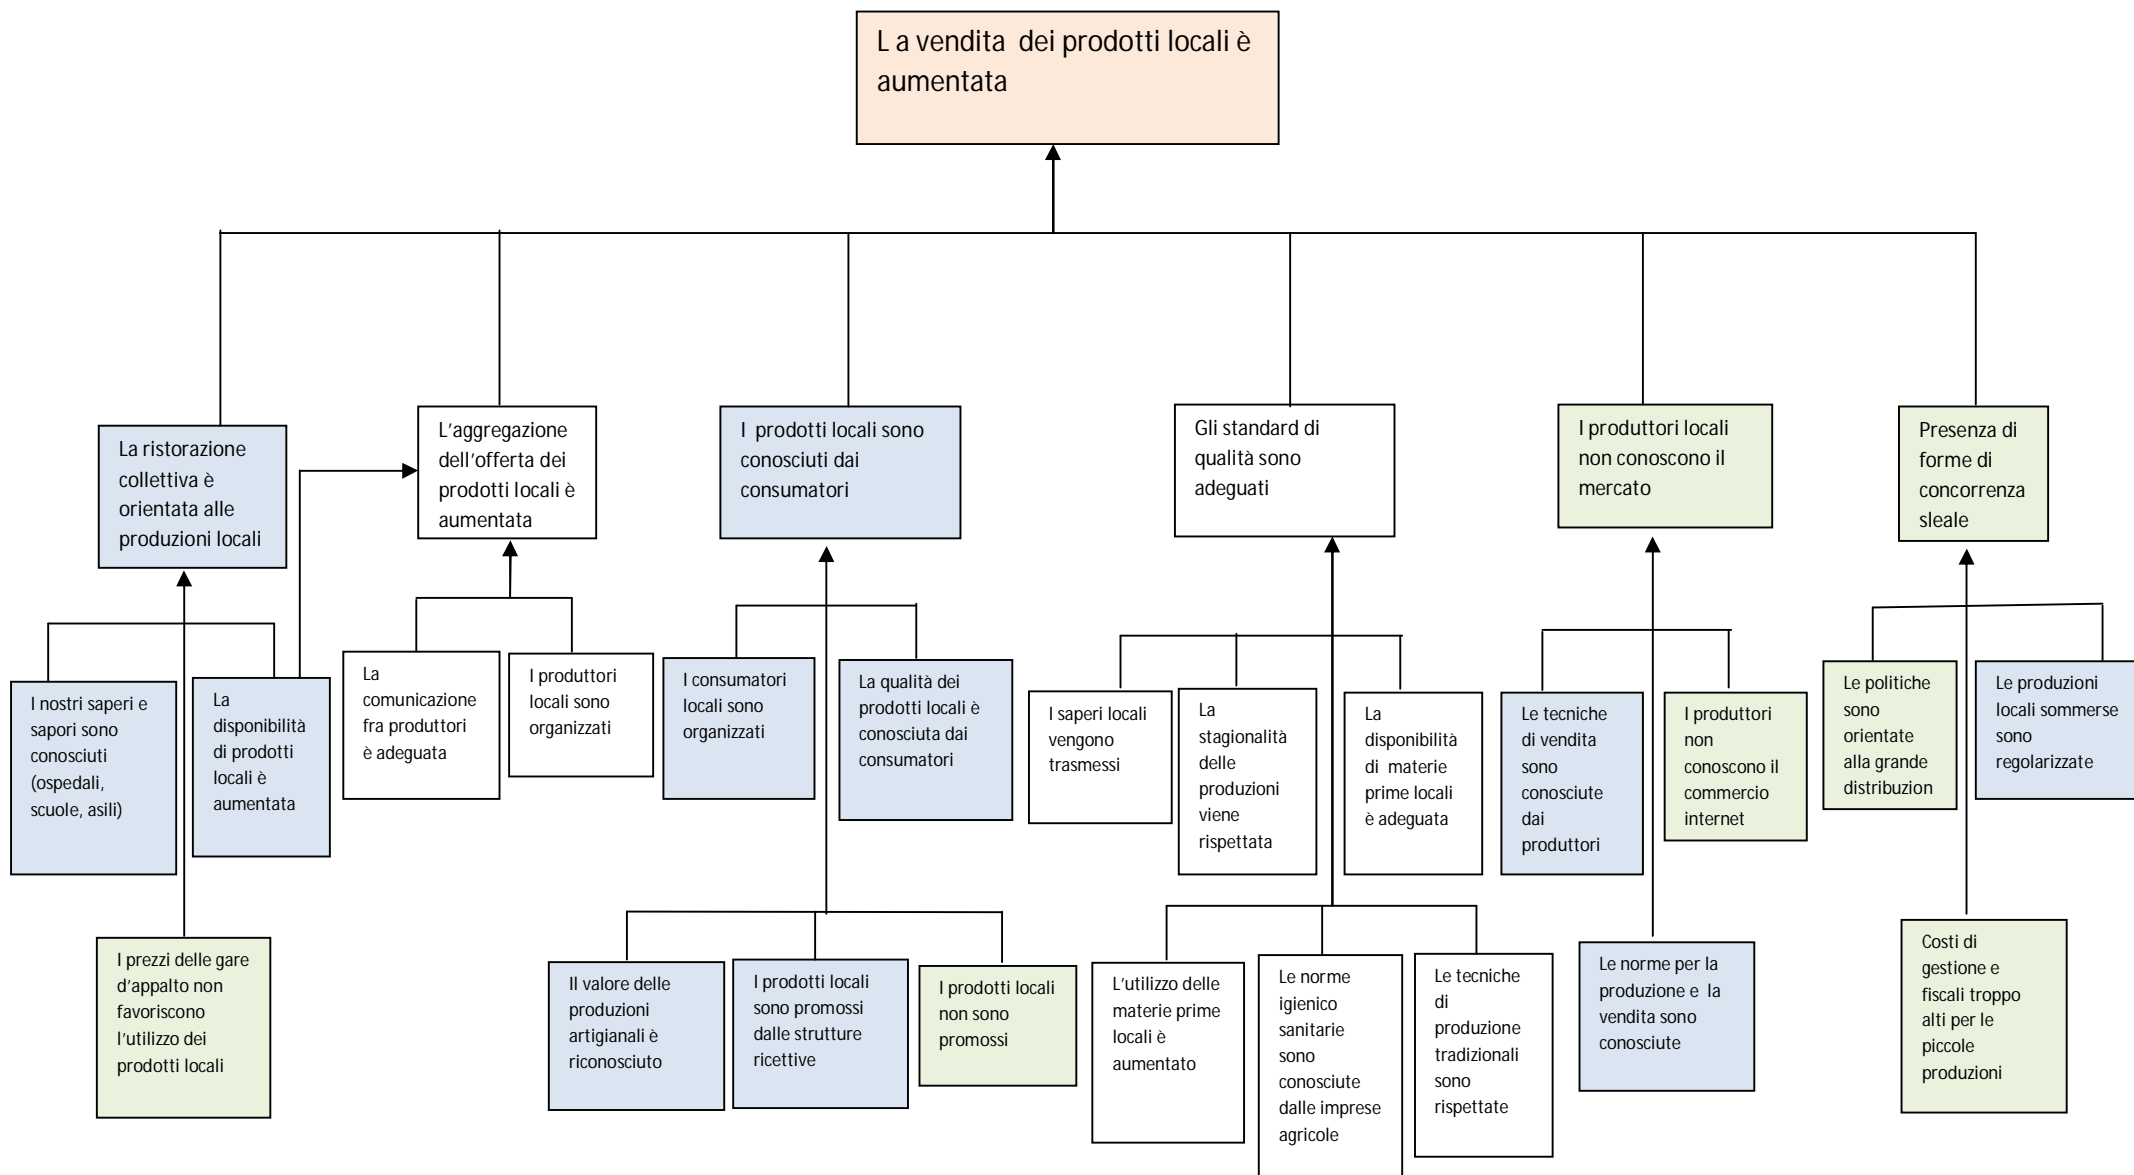 L a vendita dei prodotti locali è
aumentata
La ristorazione
collettiva è
orientata alle
produzioni locali
L'aggregazione
dell'offerta dei
prodotti locali è
aumentata
I prodotti locali sono
conosciuti dai
consumatori
Gli standard di
qualità sono
adeguati
I produttori locali
non conoscono il
mercato
Presenza di
forme di
concorrenza
sleale
I nostri saperi e
sapori sono
conosciuti
(ospedali,
scuole, asili)
La
disponibilità
di prodotti
locali è
aumentata
La
comunicazione
fra produttori
è adeguata
I produttori
locali sono
organizzati
I consumatori
locali sono
organizzati
La qualità dei
prodotti locali è
conosciuta dai
consumatori
I saperi locali
vengono
trasmessi
La
stagionalità
delle
produzioni
viene
rispettata
La
disponibilità
di materie
prime locali
è adeguata
Le tecniche
di vendita
sono
conosciute
dai
produttori
I produttori
non
conoscono il
commercio
internet
Le politiche
sono
orientate
alla grande
distribuzion
Le produzioni
locali sommerse
sono
regolarizzate
I prezzi delle gare
d'appalto non
favoriscono
l'utilizzo dei
prodotti locali
Il valore delle
produzioni
artigianali è
riconosciuto
I prodotti locali
sono promossi
dalle strutture
ricettive
I prodotti locali
non sono
promossi
L'utilizzo delle
materie prime
locali è
aumentato
Le norme
igienico
sanitarie
sono
conosciute
dalle imprese
agricole
Le tecniche
di
produzione
tradizionali
sono
rispettate
Le norme per la
produzione e la
vendita sono
conosciute
Costi di
gestione e
fiscali troppo
alti per le
piccole
produzioni